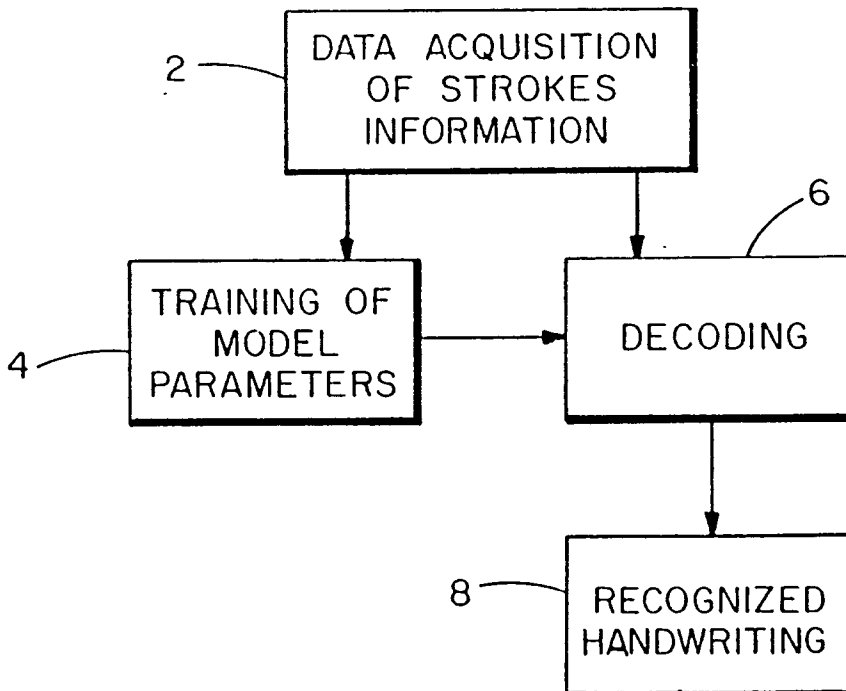 2
DATA ACQUISITION
OF STROKES
INFORMATION
6
4
TRAINING OF
MODEL
PARAMETERS
DECODING
8
RECOGNIZED
HANDWRITING